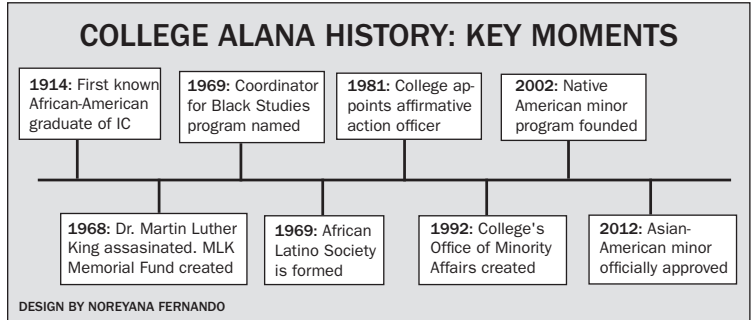 COLLEGE ALANA HISTORY: KEY MOMENTS
1914: First known
African-American
graduate of IC
1969: Coordinator
for Black Studies
program named
1981: College ap-
points affirmative
action officer
2002: Native
American minor
program founded
1968: Dr. Martin Luther
King assasinated. MLK
Memorial Fund created
1969: African
Latino Society
is formed
1992: College's
Office of Minority
Affairs created
2012: Asian-
American minor
officially approved
DESIGN BY NOREYANA FERNANDO